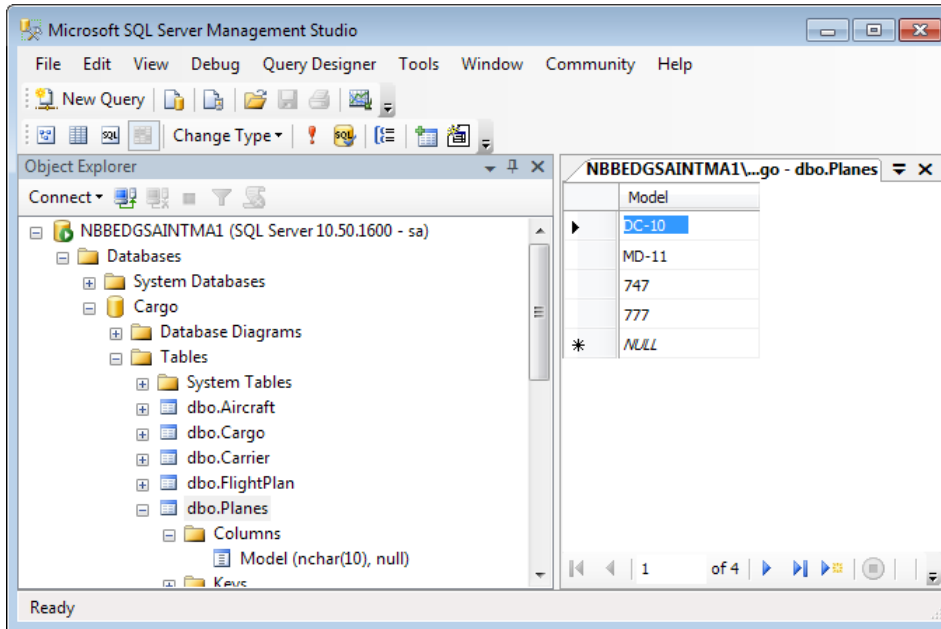 Microsoft SQL Server Management Studio
File Edit View Debug Query Designer Tools Window Community Help
New Query
SQL Change Type SQL
Object Explorer
Connect
NBBEDGSAINTMA1 (SQL Server 10.50.1600 - sa)
Databases
System Databases
Cargo
Database Diagrams
Tables
System Tables
dbo.Aircraft
dbo.Cargo
dbo.Carrier
dbo.FlightPlan
dbo.Planes
Columns
Model (nchar(10), null)
Keys
NBBEDGSAINTMA1\...go - dbo.Planes
Model
DC-10
MD-11
747
777
NULL
1 of 4
Ready